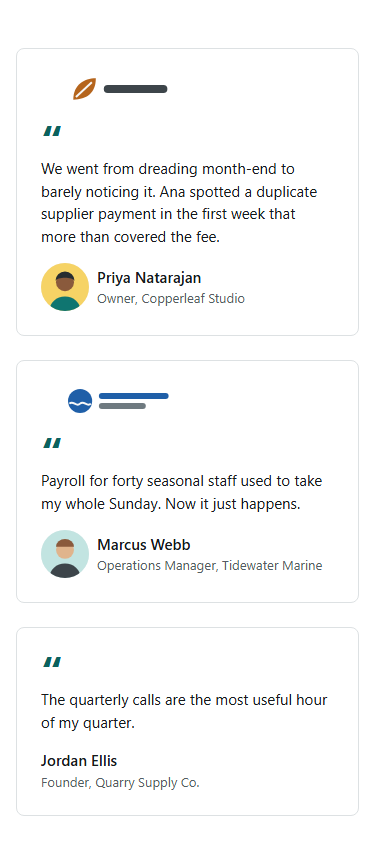 “
We went from dreading month-end to
barely noticing it. Ana spotted a duplicate
supplier payment in the first week that
more than covered the fee.
Priya Natarajan
Owner, Copperleaf Studio
“
Payroll for forty seasonal staff used to take
my whole Sunday. Now it just happens.
Marcus Webb
Operations Manager, Tidewater Marine
“
The quarterly calls are the most useful hour
of my quarter.
Jordan Ellis
Founder, Quarry Supply Co.